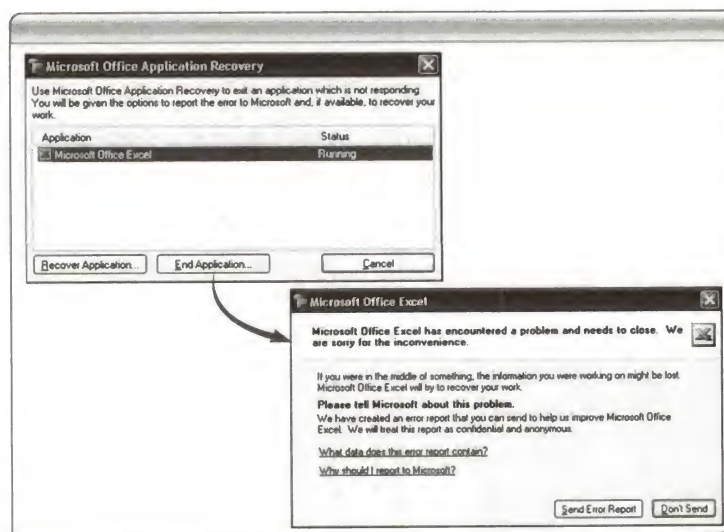 Microsoft Office Application Recovery
Use Microsoft Office Application Recovery to exit an application which is not responding.
You will be given the options to report the error to Microsoft and, if available, to recover your
work.
Application Status
Microsoft Office Excel Running
Recover Application... End Application... Cancel
Microsoft Office Excel
Microsoft Office Excel has encountered a problem and needs to close. We
are sorry for the inconvenience.
If you were in the middle of something, the information you were working on might be lost.
Microsoft Office Excel will try to recover your work.
Please tell Microsoft about this problem.
We have created an error report that you can send to help us improve Microsoft Office
Excel. We will treat this report as confidential and anonymous.
What data does this error report contain?
Why should I report to Microsoft?
Send Error Report Don't Send